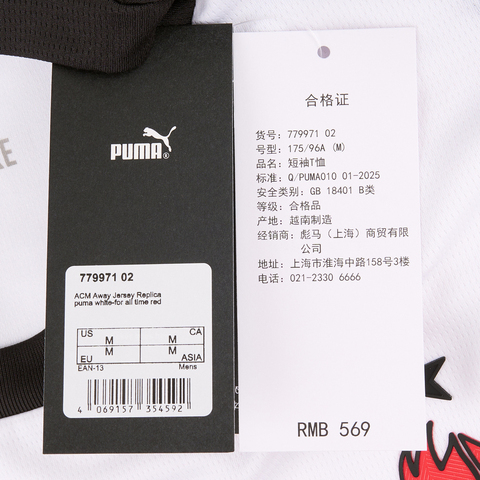 PUMA
779971 02
ACM Away Jersey Replica
puma white-for all time red
US M M CA
EU M M ASIA
EAN-13 Mens
4 069157 354592
合格证
货号: 779971 02
号型: 175/96A (M)
品名: 短袖T恤
标准: Q/PUMA010 01-2025
安全类别: GB 18401 B类
等级: 合格品
产地: 越南制造
经销商: 彪马（上海）商贸有限
公司
地址: 上海市淮海中路158号3楼
电话: 021-2330 6666
RMB 569